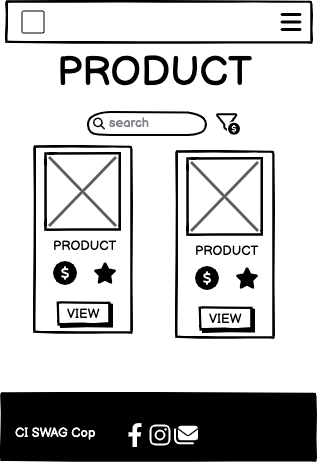 PRODUCT
search
$
PRODUCT
$
VIEW
PRODUCT
$
VIEW
CI SWAG Cop